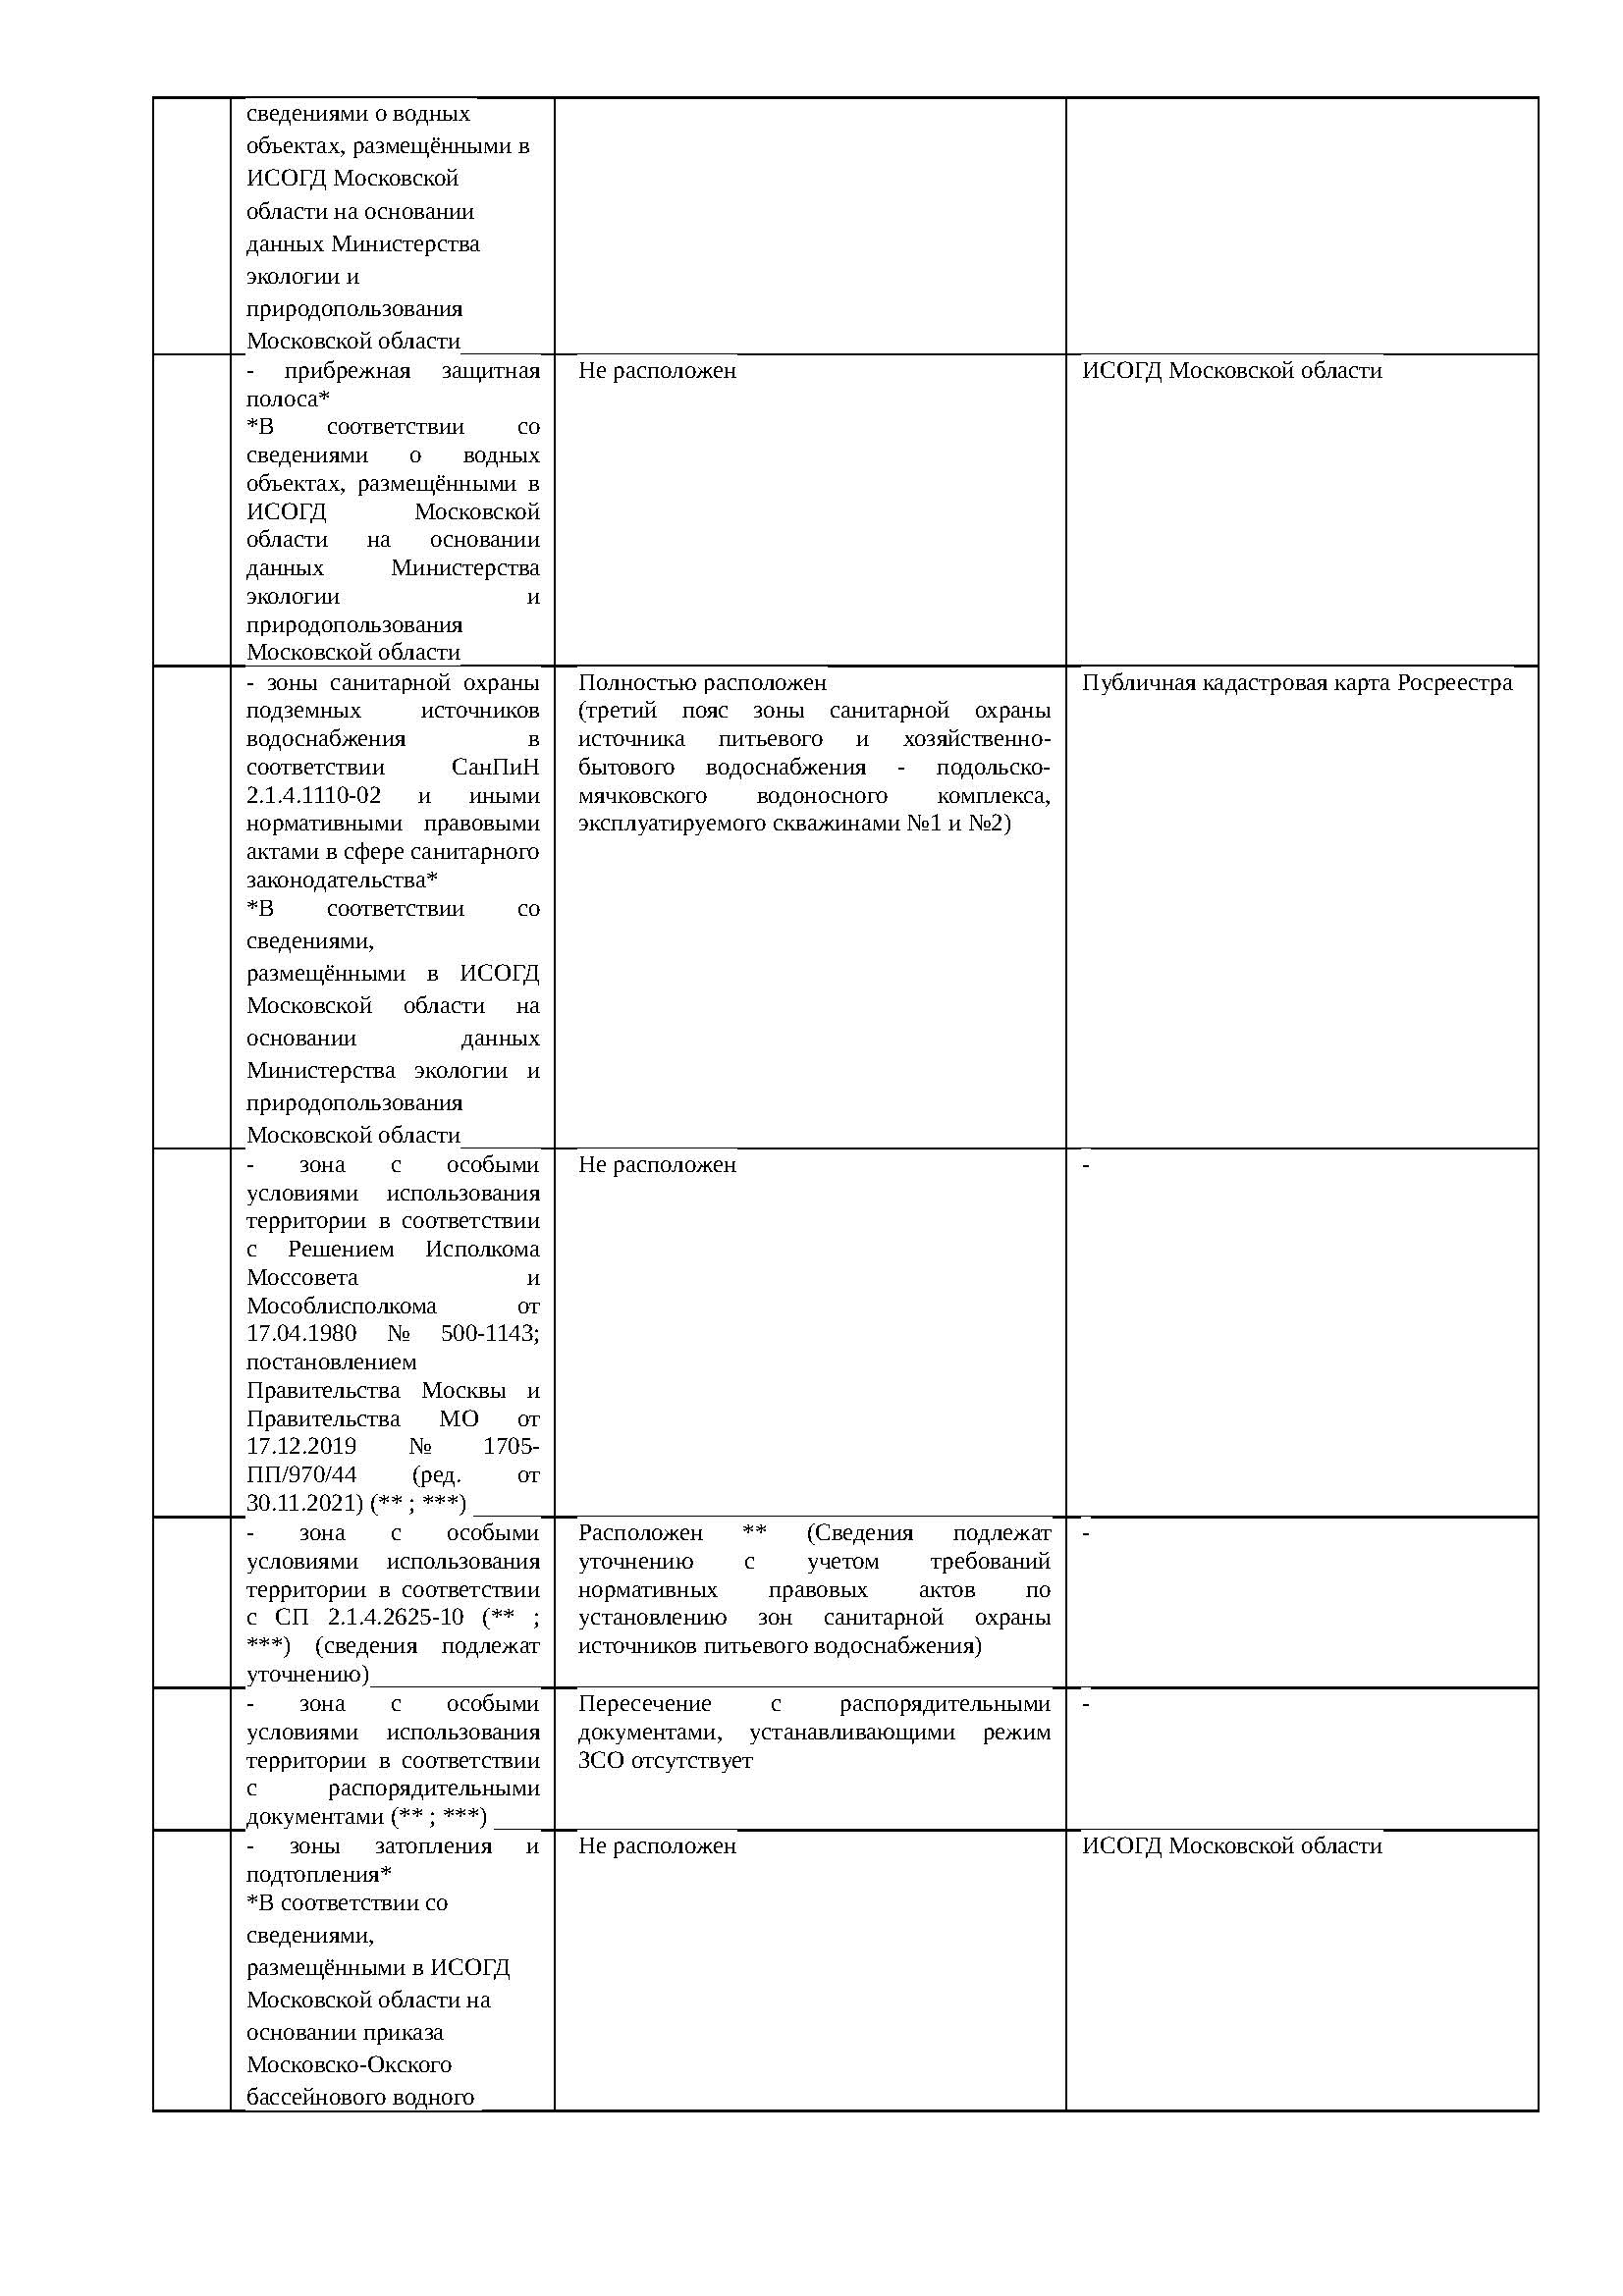 сведениями о водных
объектах, размещёнными в
ИСОГД Московской
области на основании
данных Министерства
экологии и
природопользования
Московской области
- прибрежная защитная
полоса*
*В соответствии со
сведениями о водных
объектах, размещёнными в
ИСОГД Московской
области на основании
данных Министерства
экологии и
природопользования
Московской области
Не расположен
ИСОГД Московской области
- зоны санитарной охраны
подземных источников
водоснабжения в
соответствии СанПиН
2.1.4.1110-02 и иными
нормативными правовыми
актами в сфере санитарного
законодательства*
*В соответствии со
сведениями,
размещёнными в ИСОГД
Московской области на
основании данных
Министерства экологии и
природопользования
Московской области
Полностью расположен
(третий пояс зоны санитарной охраны
источника питьевого и хозяйственно-
бытового водоснабжения - подольско-
мячковского водоносного комплекса,
эксплуатируемого скважинами №1 и №2)
Публичная кадастровая карта Росреестра
- зона с особыми
условиями использования
территории в соответствии
с Решением Исполкома
Моссовета и
Мособлисполкома от
17.04.1980 № 500-1143;
постановлением
Правительства Москвы и
Правительства МО от
17.12.2019 № 1705-
ПП/970/44 (ред. от
30.11.2021) (** ; ***)
Не расположен
-
- зона с особыми
условиями использования
территории в соответствии
с СП 2.1.4.2625-10 (** ;
***) (сведения подлежат
уточнению)
Расположен ** (Сведения подлежат
уточнению с учетом требований
нормативных правовых актов по
установлению зон санитарной охраны
источников питьевого водоснабжения)
-
- зона с особыми
условиями использования
территории в соответствии
с распорядительными
документами (** ; ***)
Пересечение с распорядительными
документами, устанавливающими режим
ЗСО отсутствует
-
- зоны затопления и
подтопления*
*В соответствии со
сведениями,
размещёнными в ИСОГД
Московской области на
основании приказа
Московско-Окского
бассейнового водного
Не расположен
ИСОГД Московской области